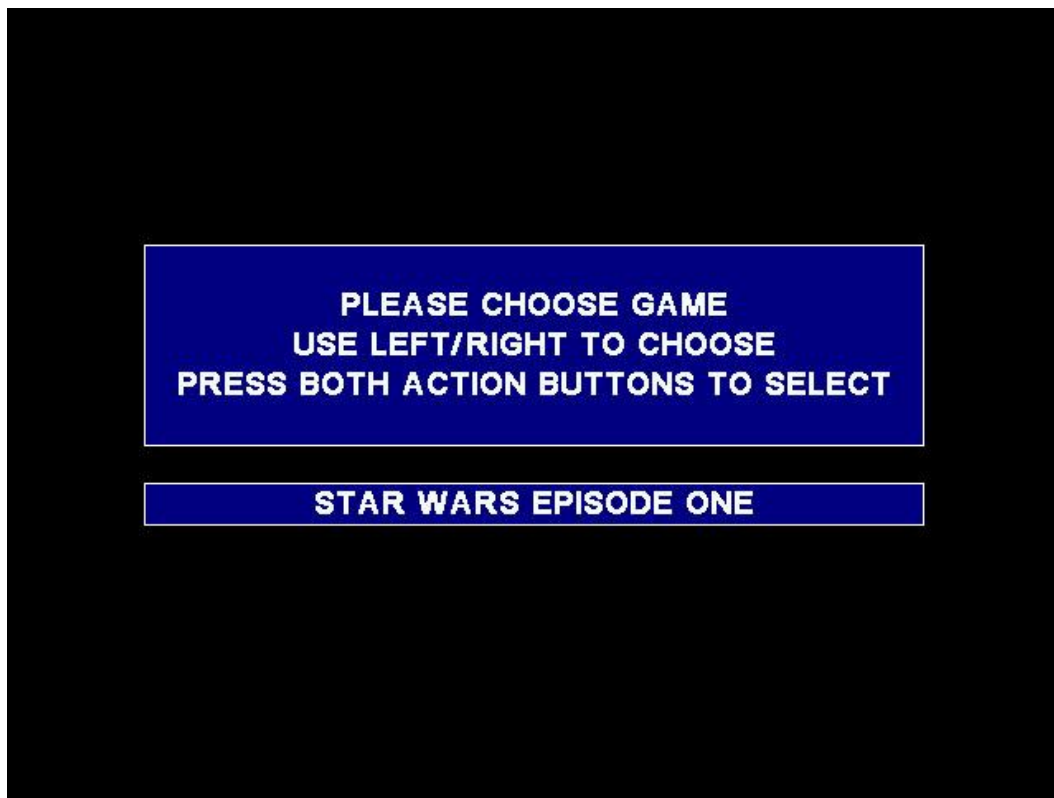 PLEASE CHOOSE GAME
USE LEFT/RIGHT TO CHOOSE
PRESS BOTH ACTION BUTTONS TO SELECT
STAR WARS EPISODE ONE